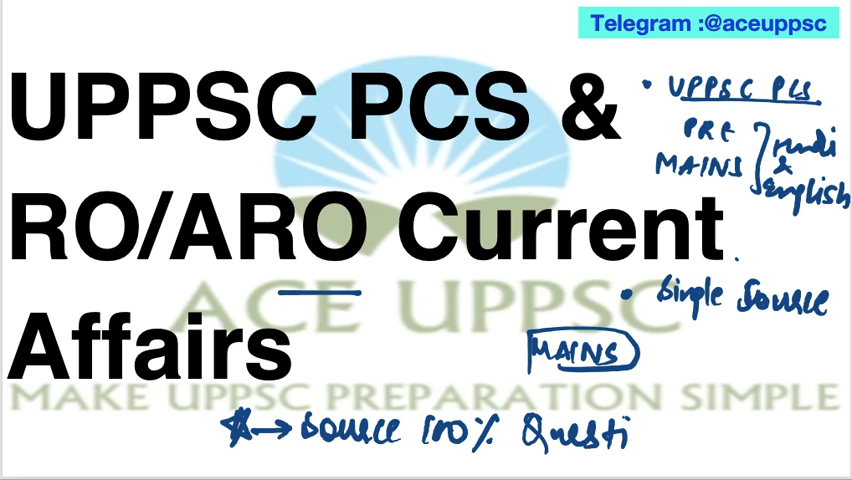 Telegram :@aceuppsc
UPPSC PCS &
RO/ARO Current
Affairs
• UPPSC PCS
PRE
MAINS
Hindi
&
English
• Single Source
MAINS
Source 100% Questi
ACE UPPSC
MAKE UPPSC PREPARATION SIMPLE